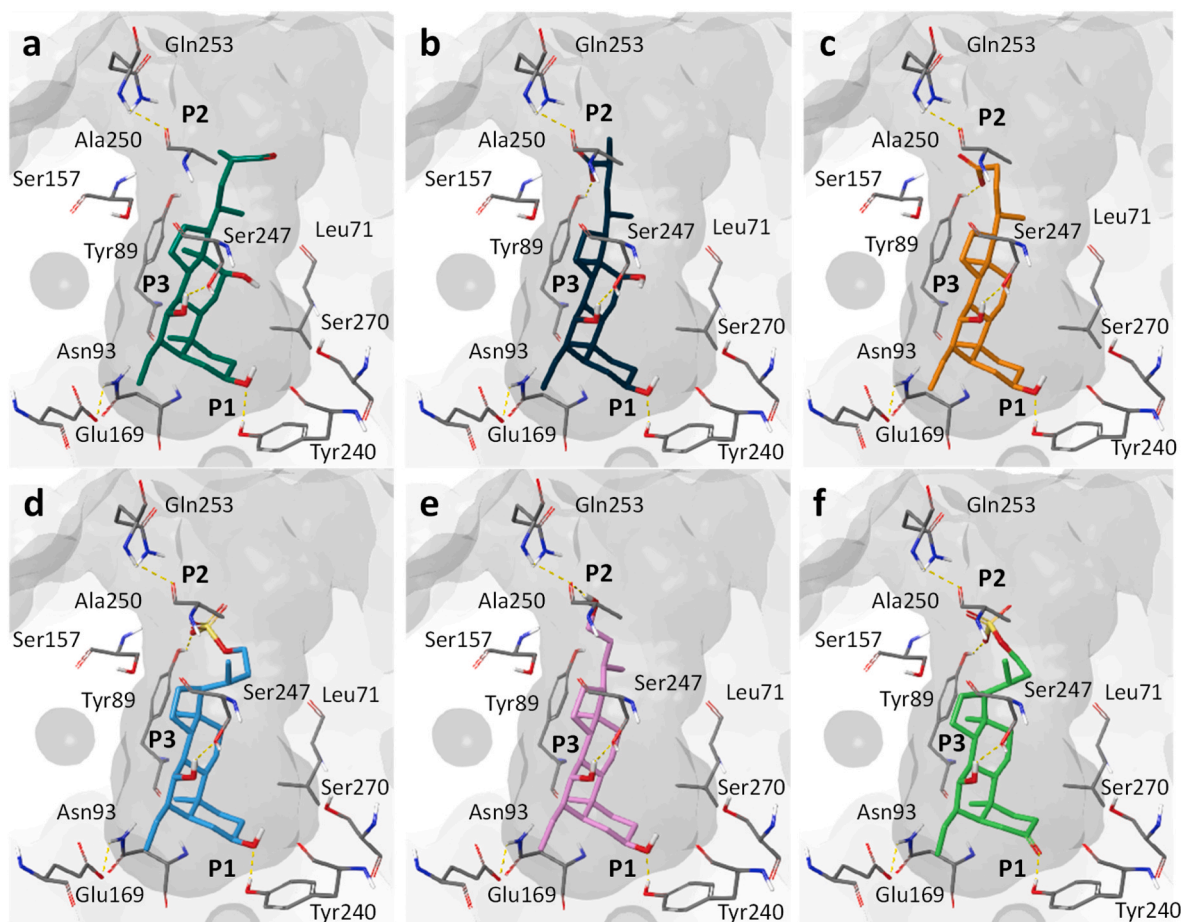 a
Gln253
P2
Ala250
Ser157
Tyr89
Ser247
Leu71
P3
Ser270
Asn93
P1
Glu169
Tyr240
b
Gln253
P2
Ala250
Ser157
Tyr89
Ser247
Leu71
P3
Ser270
Asn93
P1
Glu169
Tyr240
c
Gln253
P2
Ala250
Ser157
Tyr89
Ser247
Leu71
P3
Ser270
Asn93
P1
Glu169
Tyr240
d
Gln253
P2
Ala250
Ser157
Tyr89
Ser247
Leu71
P3
Ser270
Asn93
P1
Glu169
Tyr240
e
Gln253
P2
Ala250
Ser157
Tyr89
Ser247
Leu71
P3
Ser270
Asn93
P1
Glu169
Tyr240
f
Gln253
P2
Ala250
Ser157
Tyr89
Ser247
Leu71
P3
Ser270
Asn93
P1
Glu169
Tyr240